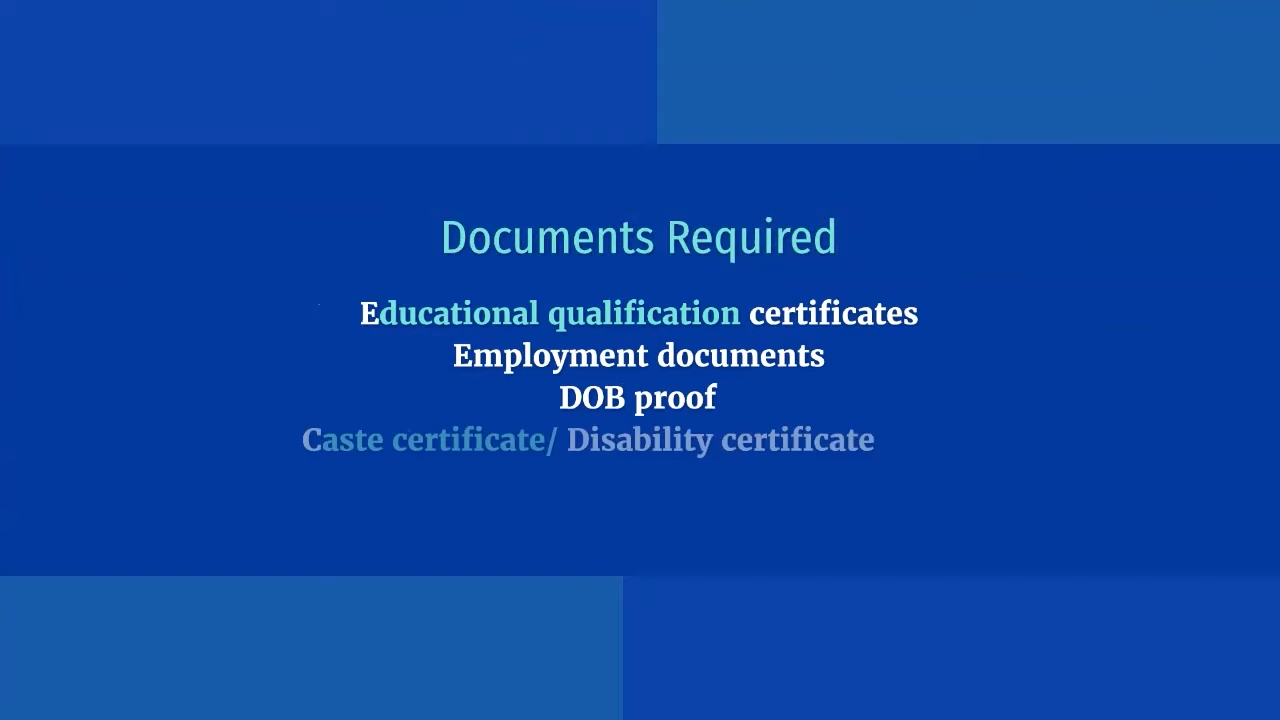 Documents Required
Educational qualification certificates
Employment documents
DOB proof
Caste certificate/ Disability certificate